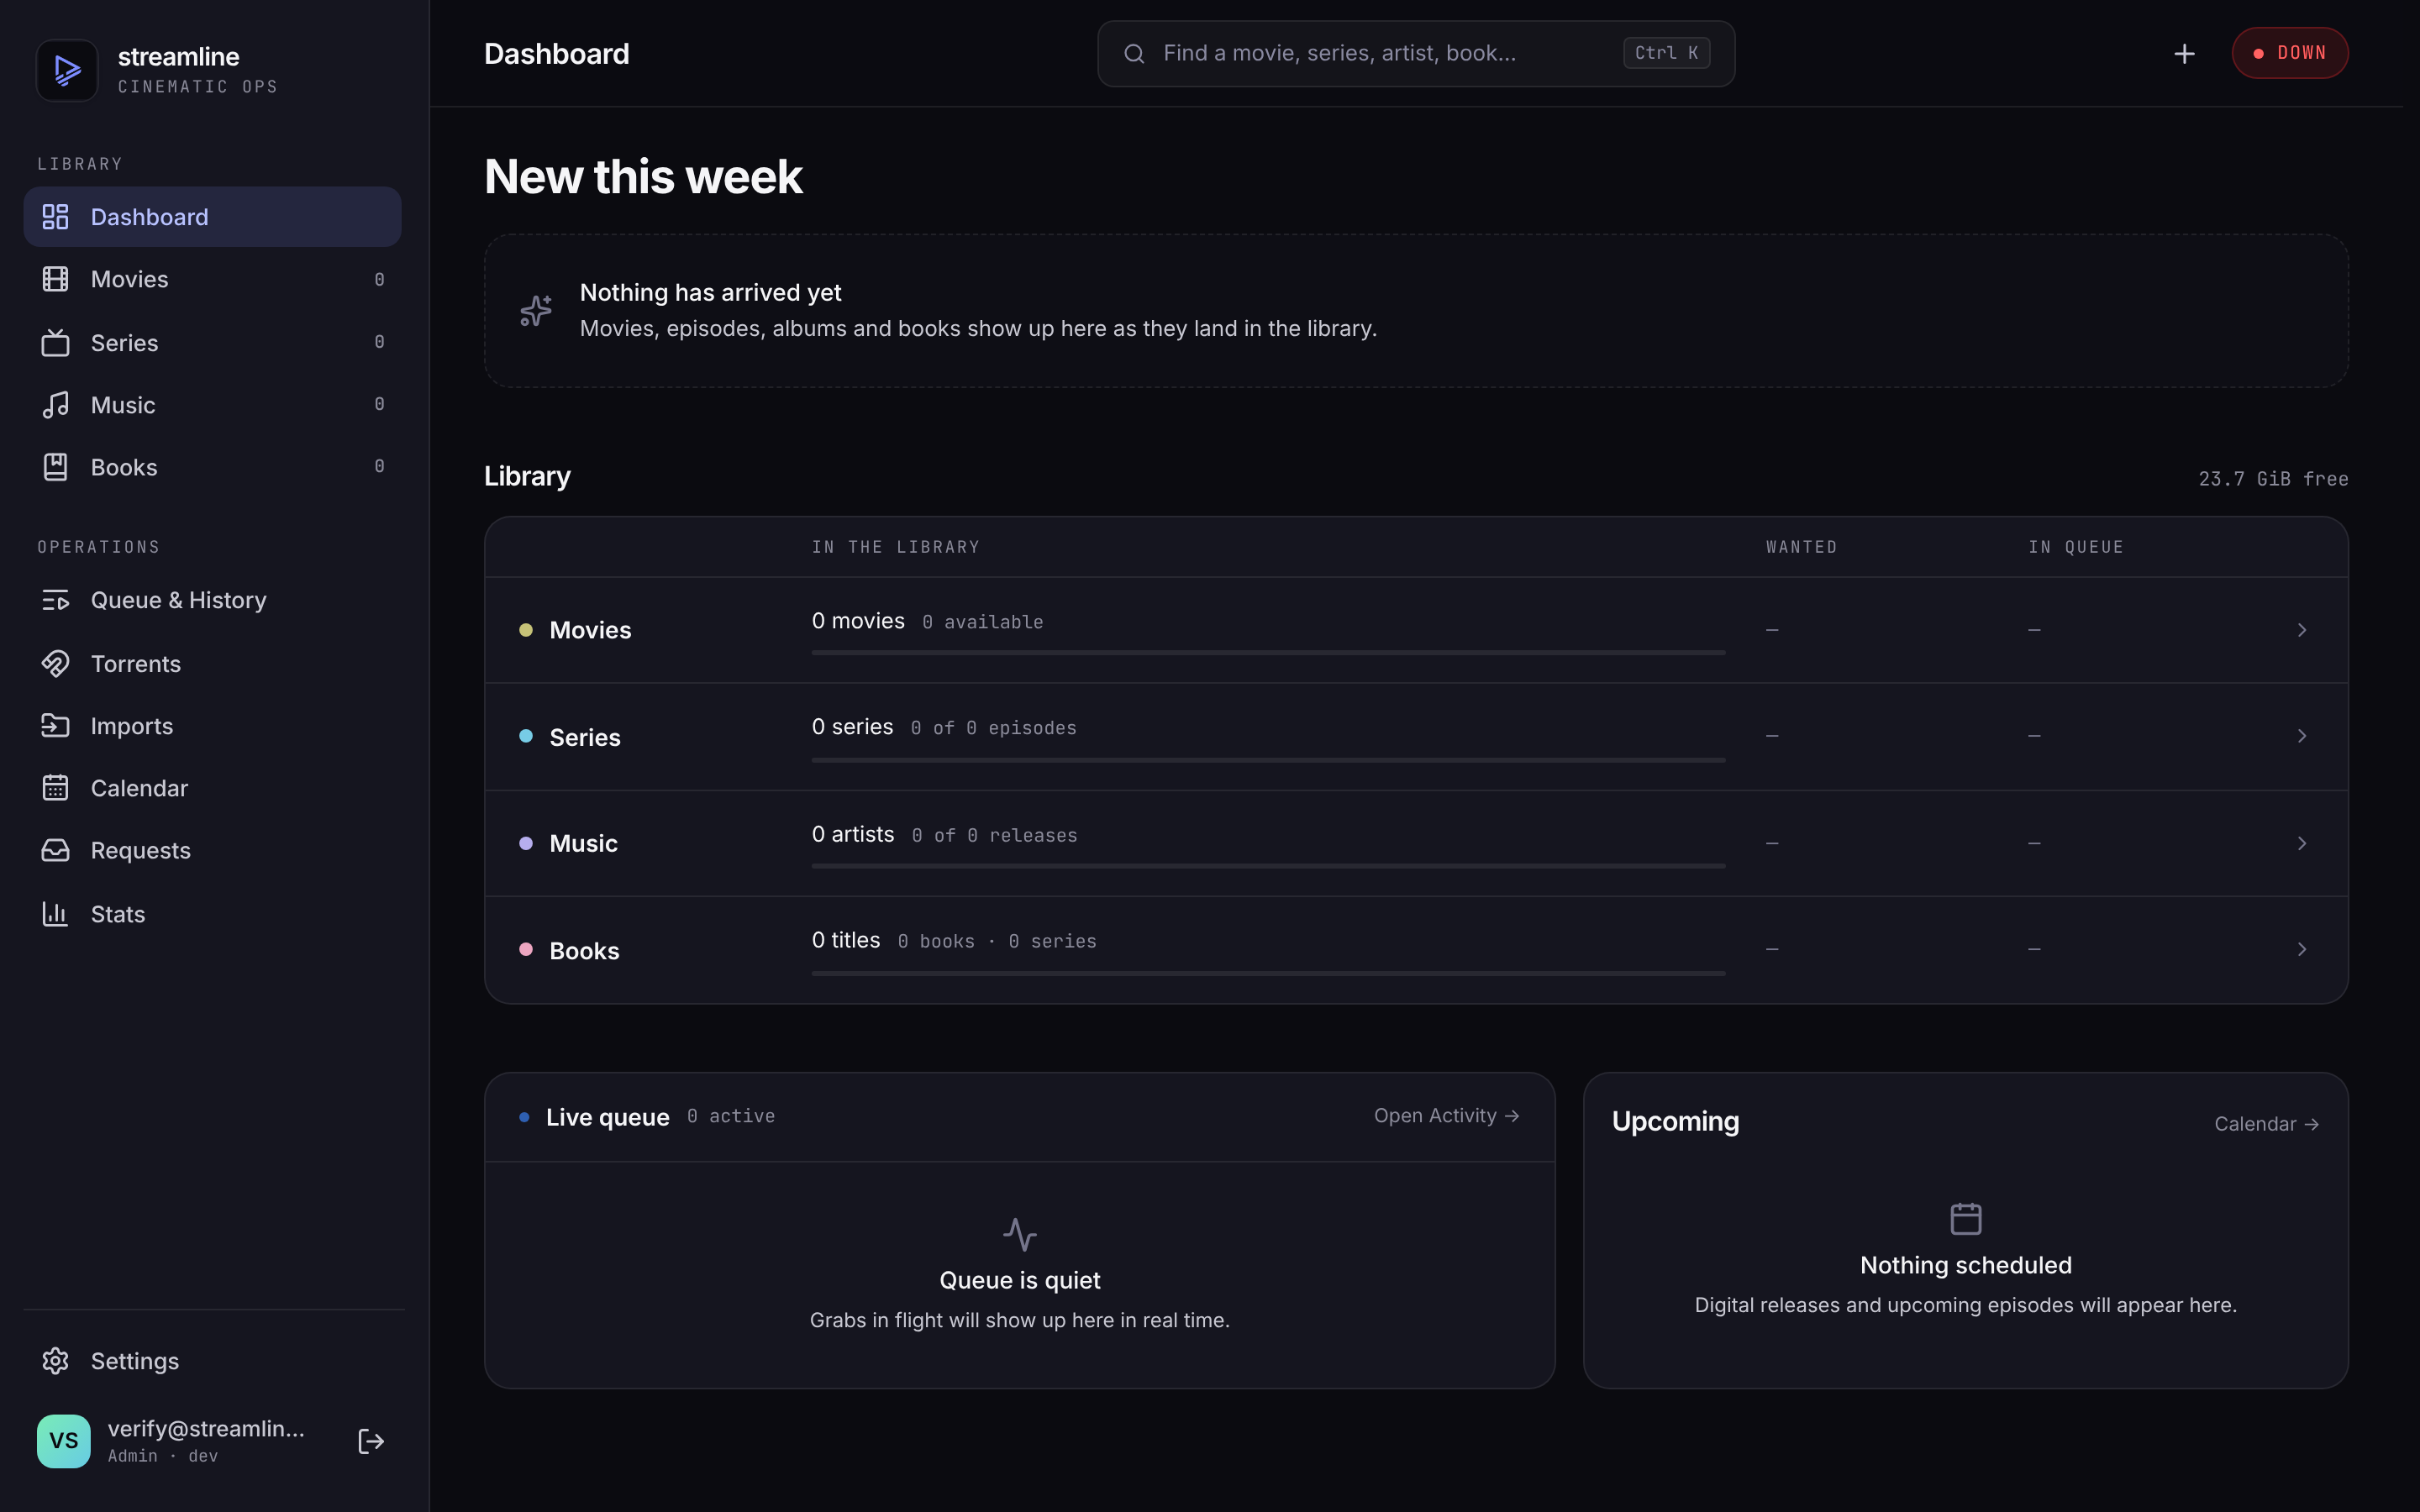 streamline
CINEMATIC OPS
LIBRARY
Dashboard
Movies 0
Series 0
Music 0
Books 0
OPERATIONS
Queue & History
Torrents
Imports
Calendar
Requests
Stats
Settings
VS
verify@streamlin...
Admin · dev
Dashboard
Find a movie, series, artist, book... Ctrl K
DOWN
New this week
Nothing has arrived yet
Movies, episodes, albums and books show up here as they land in the library.
Library 23.7 GiB free
IN THE LIBRARY WANTED IN QUEUE
Movies 0 movies 0 available – –
Series 0 series 0 of 0 episodes – –
Music 0 artists 0 of 0 releases – –
Books 0 titles 0 books · 0 series – –
Live queue 0 active Open Activity →
Queue is quiet
Grabs in flight will show up here in real time.
Upcoming Calendar →
Nothing scheduled
Digital releases and upcoming episodes will appear here.